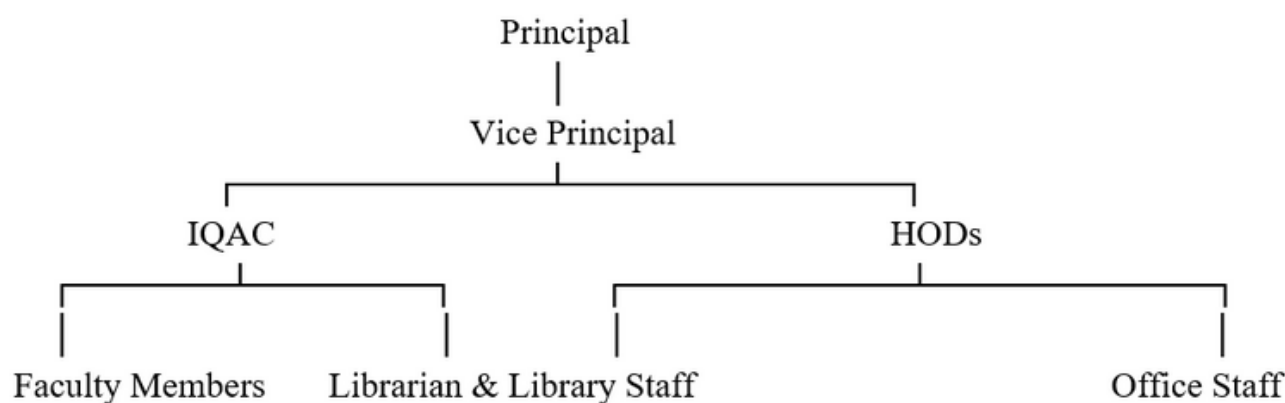 Principal
Vice Principal
IQAC HODs
Faculty Members Librarian & Library Staff Office Staff